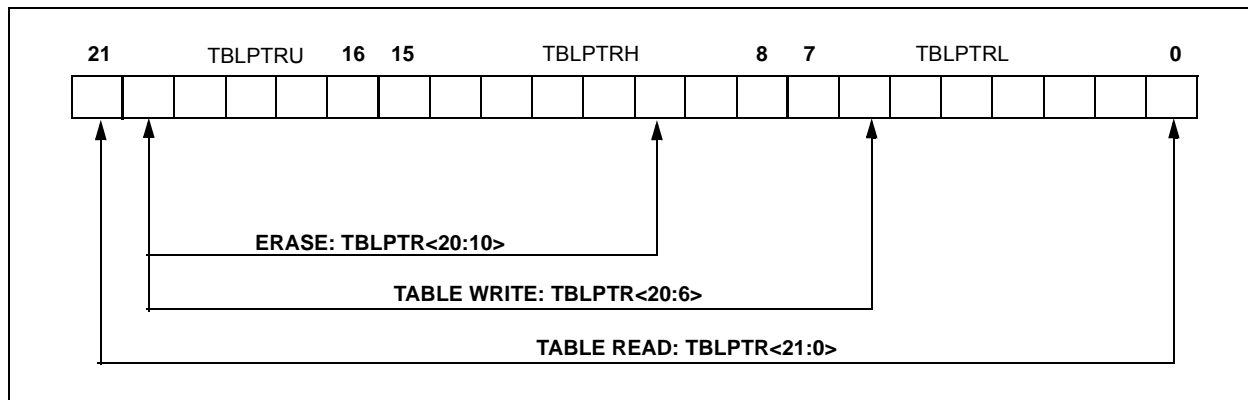 21 TBLPTRU 16 15 TBLPTRH 8 7 TBLPTRL 0
ERASE: TBLPTR<20:10>
TABLE WRITE: TBLPTR<20:6>
TABLE READ: TBLPTR<21:0>